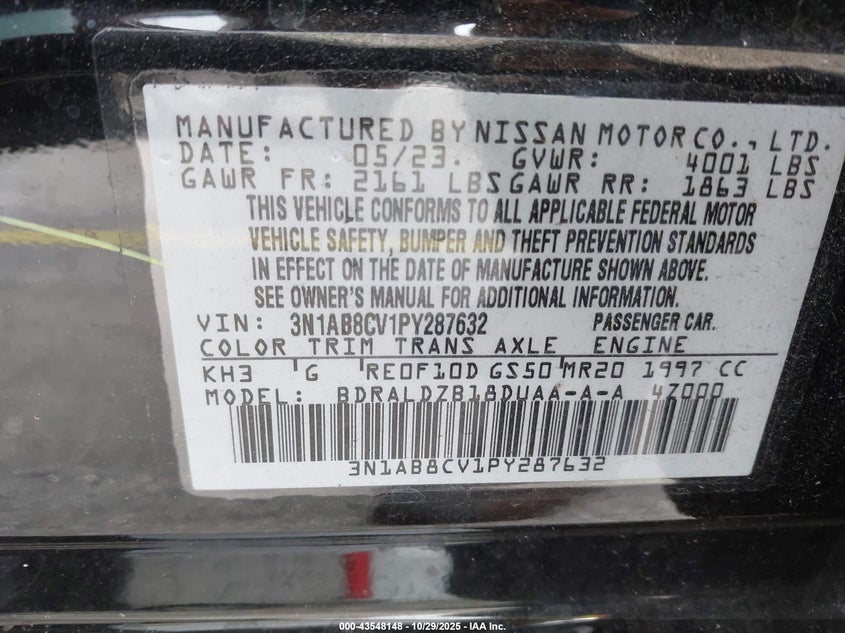 MANUFACTURED BY NISSAN MOTOR CO., LTD.
DATE: 05/23. GVWR: 4001 LBS
GAWR FR: 2161 LBS GAWR RR: 1863 LBS
THIS VEHICLE CONFORMS TO ALL APPLICABLE FEDERAL MOTOR
VEHICLE SAFETY, BUMPER AND THEFT PREVENTION STANDARDS
IN EFFECT ON THE DATE OF MANUFACTURE SHOWN ABOVE.
SEE OWNER'S MANUAL FOR ADDITIONAL INFORMATION.
VIN: 3N1AB8CV1PY287632 PASSENGER CAR.
COLOR TRIM TRANS AXLE ENGINE
KH3 G RE0F10D GS50 MR20 1997 CC
MODEL: BDRALDZB18DUAA-A-A 4Z000
3N1AB8CV1PY287632
000-43548148 - 10/29/2025 - IAA Inc.